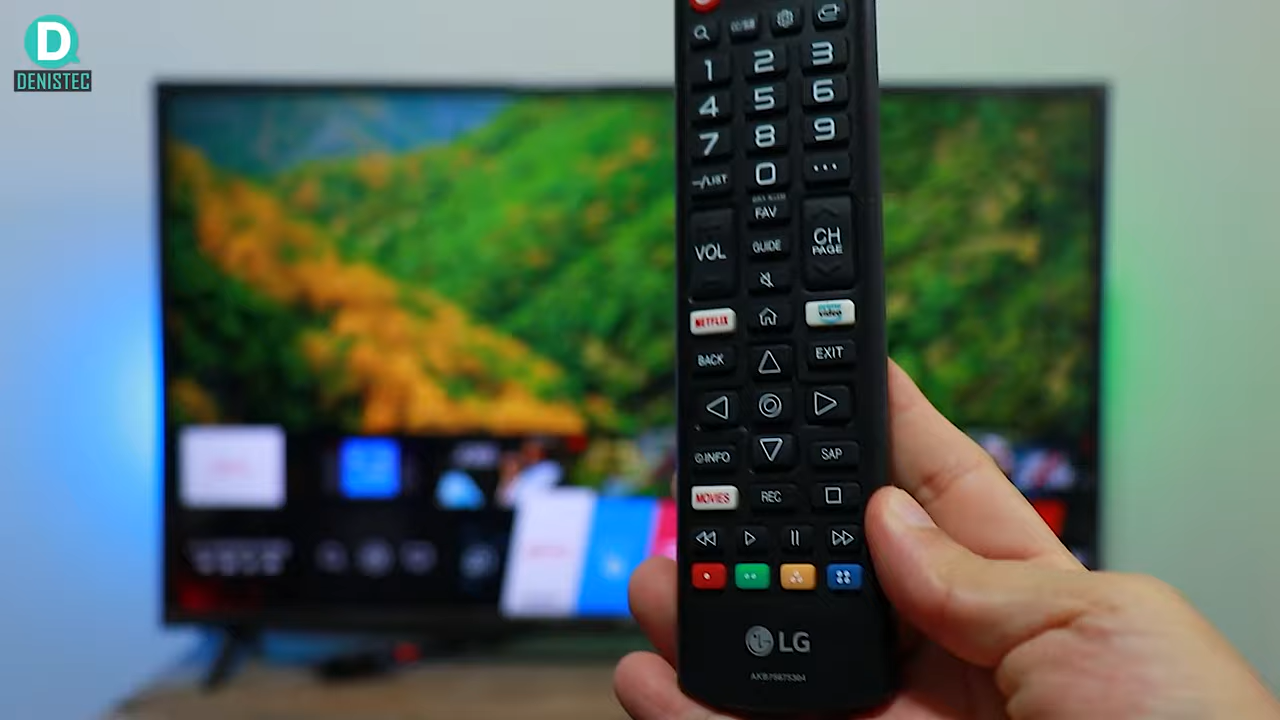 D
DENISTEC
1 2 3
4 5 6
7 8 9
–/LIST 0 ...
FAV
VOL GUIDE CH
PAGE
NETFLIX video
BACK EXIT
INFO SAP
MOVIES REC
LG